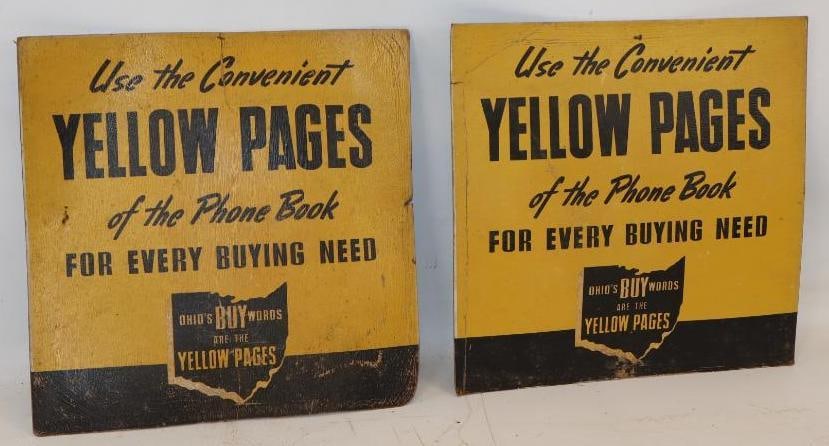 Use the Convenient
YELLOW PAGES
of the Phone Book
FOR EVERY BUYING NEED
OHIO'S BUY WORDS
ARE THE
YELLOW PAGES
Use the Convenient
YELLOW PAGES
of the Phone Book
FOR EVERY BUYING NEED
OHIO'S BUY WORDS
ARE THE
YELLOW PAGES